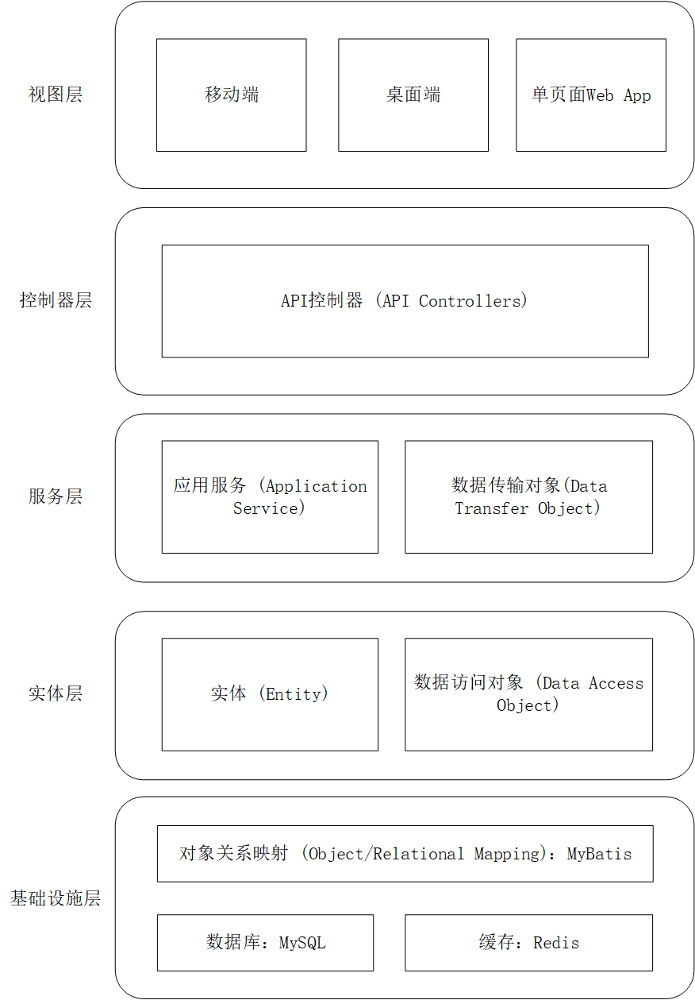 视图层
移动端
桌面端
单页面Web App
控制器层
API控制器 (API Controllers)
服务层
应用服务 (Application
Service)
数据传输对象(Data
Transfer Object)
实体层
实体 (Entity)
数据访问对象 (Data Access
Object)
基础设施层
对象关系映射 (Object/Relational Mapping)：MyBatis
数据库：MySQL
缓存：Redis